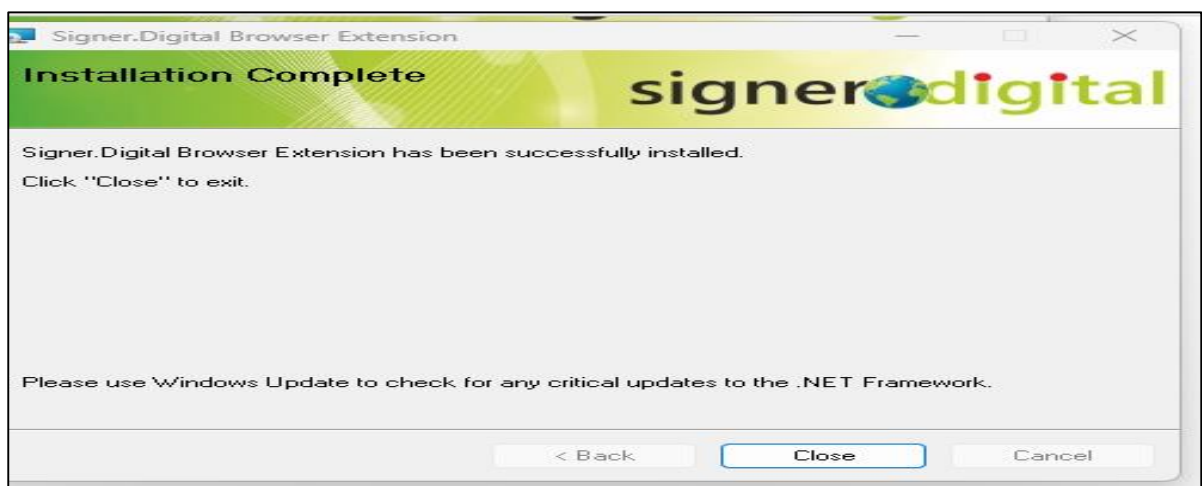 Signer.Digital Browser Extension
Installation Complete
signer digital
Signer.Digital Browser Extension has been successfully installed.
Click "Close" to exit.
Please use Windows Update to check for any critical updates to the .NET Framework.
< Back
Close
Cancel